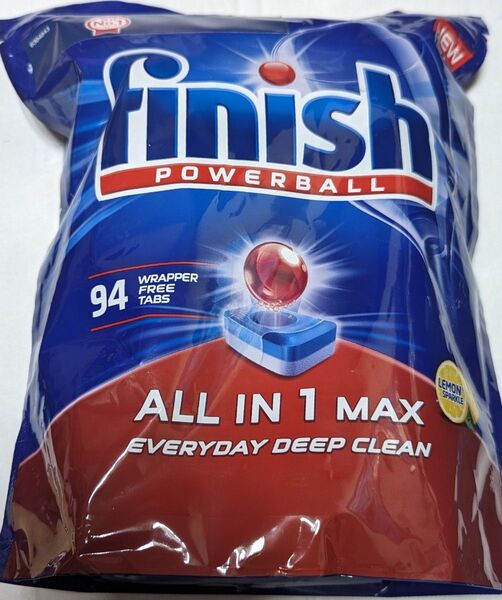 NEW
finish
POWERBALL
94 WRAPPER
FREE
TABS
LEMON
SPARKLE
ALL IN 1 MAX
EVERYDAY DEEP CLEAN